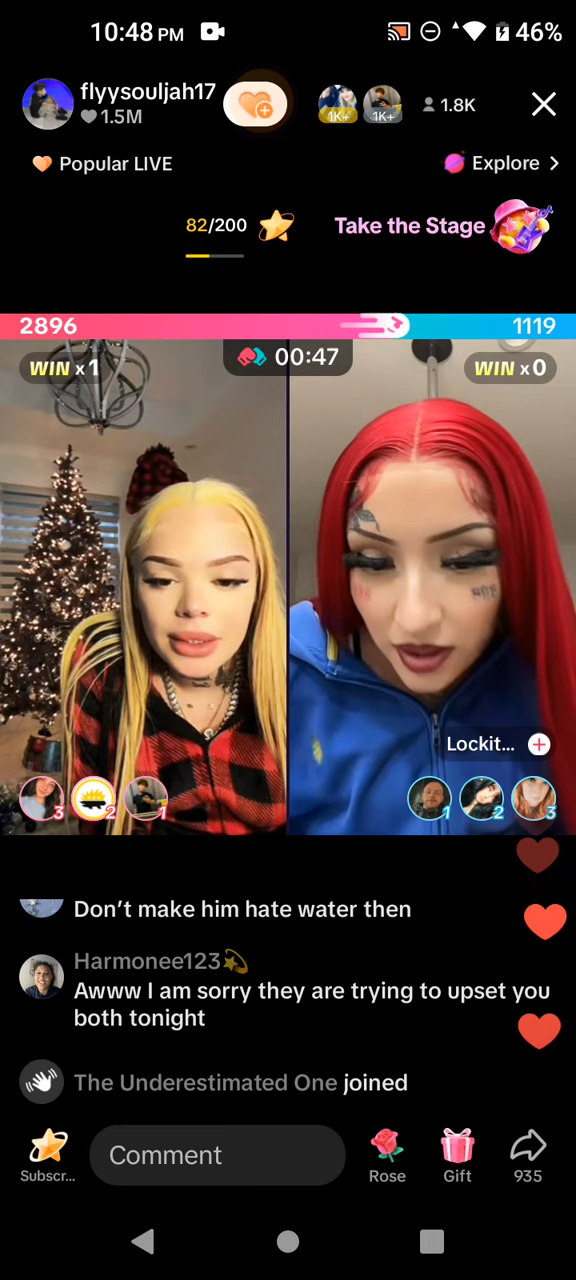 10:48 PM
46%
flyysouljah17
1.5M
1K+
1K+
1.8K
Popular LIVE
Explore
82/200
Take the Stage
2896
1119
WIN x 1
00:47
WIN x 0
Lockit...
3
2
1
1
2
3
Don't make him hate water then
Harmonee123
Awww I am sorry they are trying to upset you
both tonight
The Underestimated One joined
Comment
Subscr...
Rose
Gift
935